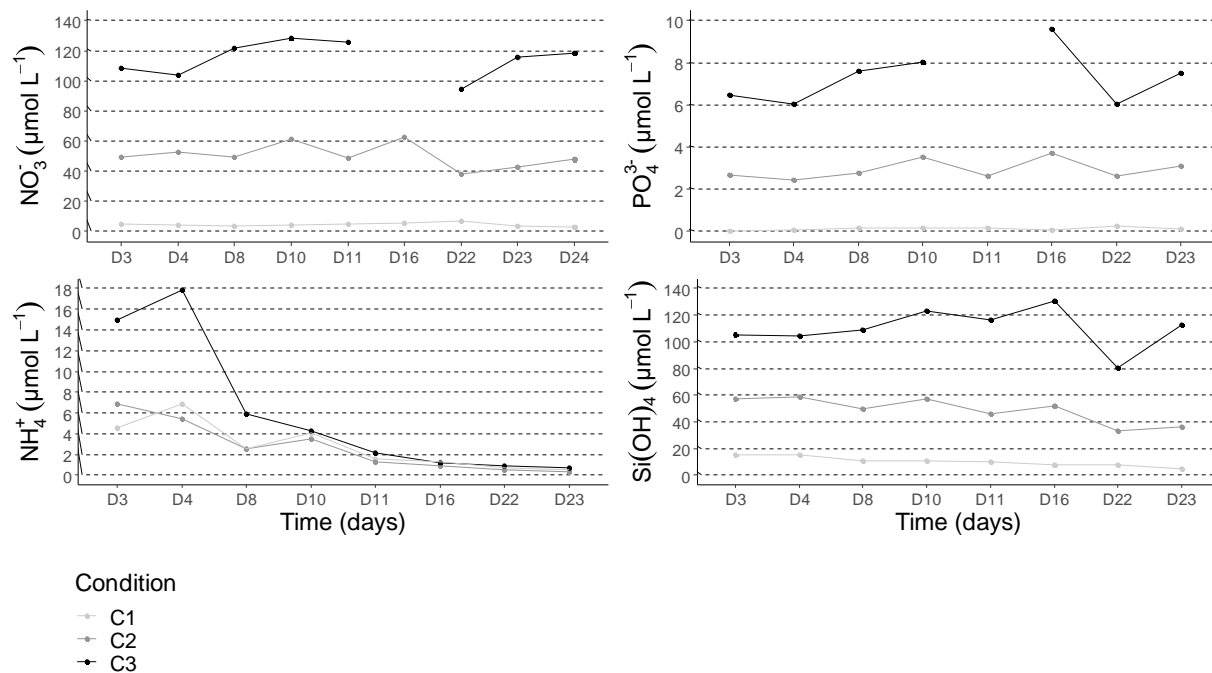 NO₃⁻ (μmol L⁻¹)
140
120
100
80
60
40
20
0
D3 D4 D8 D10 D11 D16 D22 D23 D24
PO₄³⁻ (μmol L⁻¹)
10
8
6
4
2
0
D3 D4 D8 D10 D11 D16 D22 D23
NH₄⁺ (μmol L⁻¹)
18
16
14
12
10
8
6
4
2
0
D3 D4 D8 D10 D11 D16 D22 D23
Time (days)
Si(OH)₄ (μmol L⁻¹)
140
120
100
80
60
40
20
0
D3 D4 D8 D10 D11 D16 D22 D23
Time (days)
Condition
C1
C2
C3